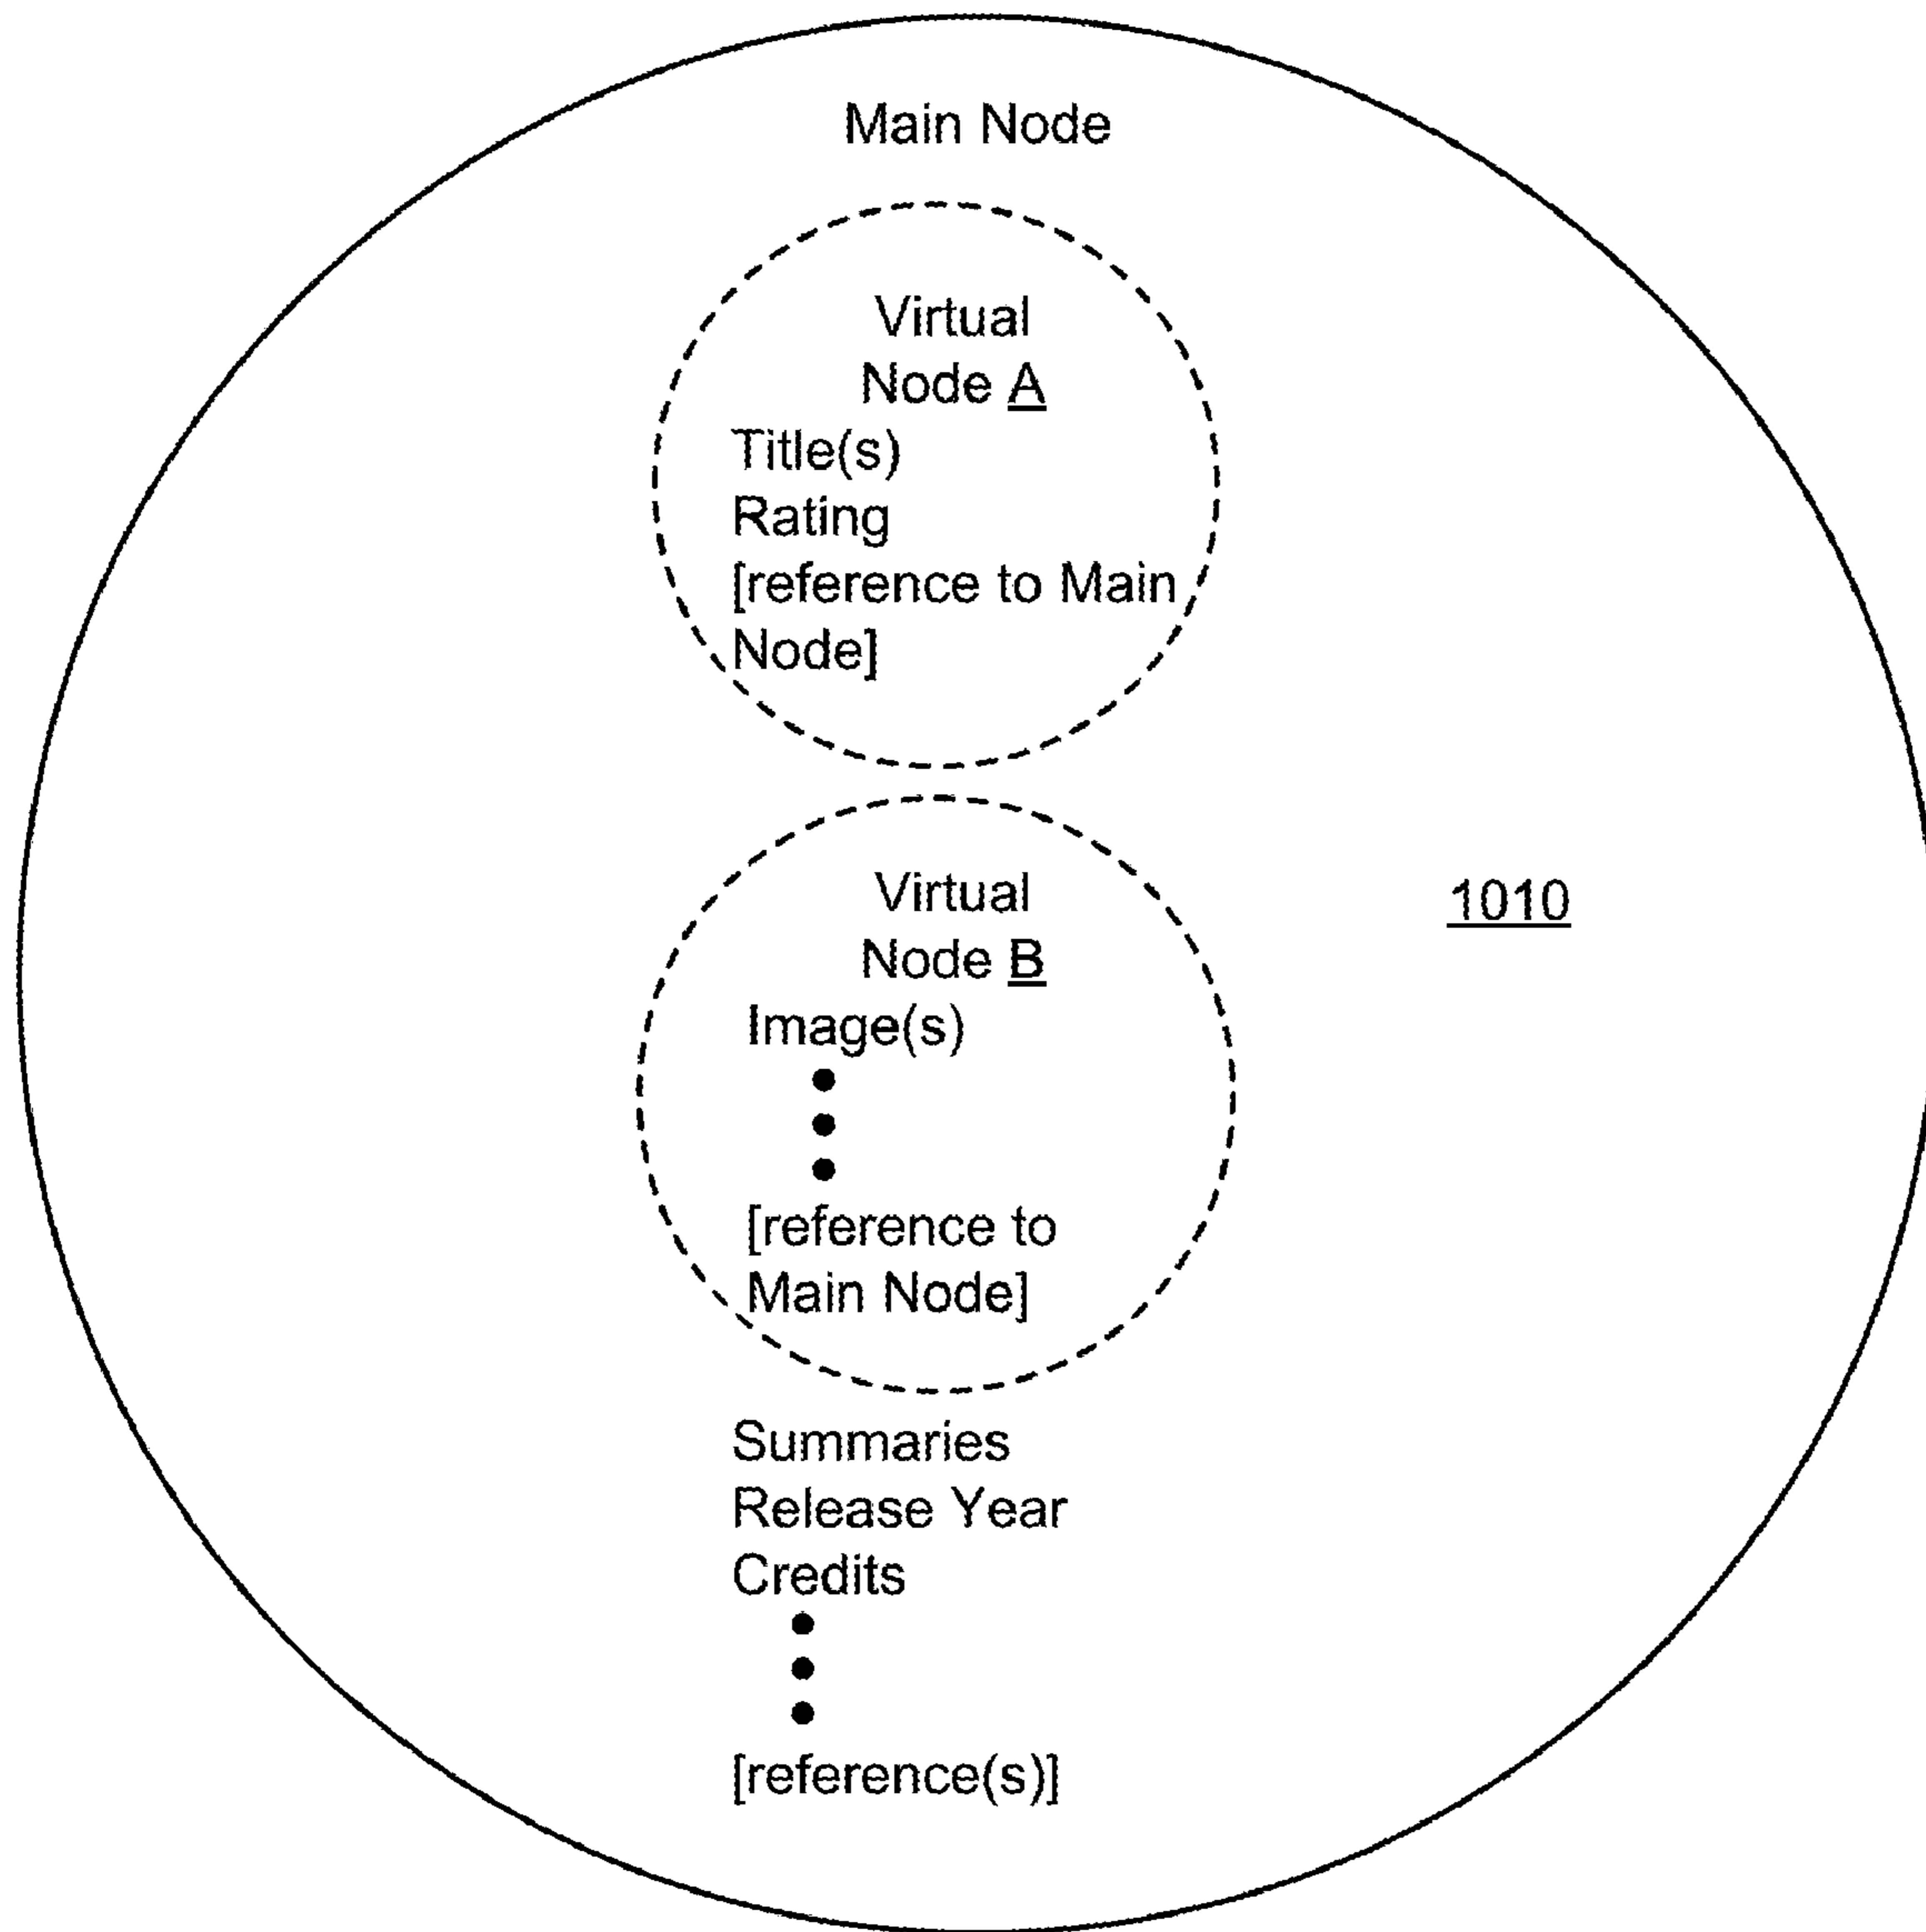 Main Node
Virtual
Node A
Title(s)
Rating
[reference to Main
Node]
Virtual
Node B
1010
Image(s)
[reference to
Main Node]
Summaries
Release Year
Credits
[reference(s)]